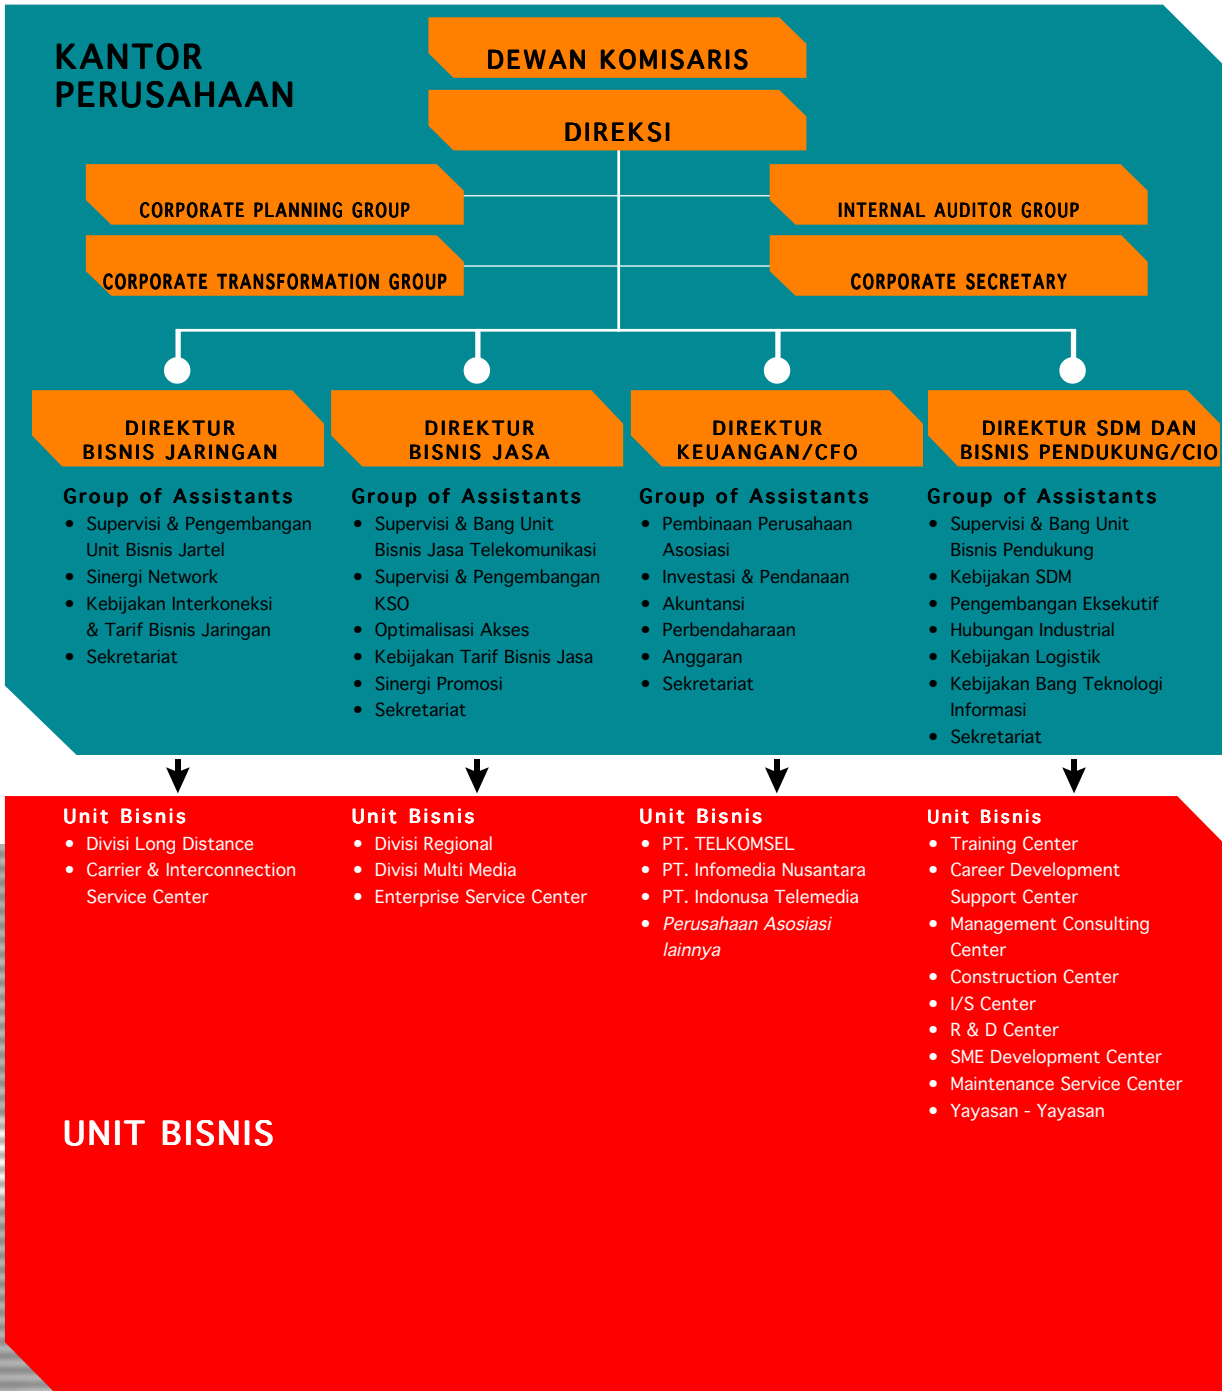 KANTOR
PERUSAHAAN
DEWAN KOMISARIS
DIREKSI
CORPORATE PLANNING GROUP
INTERNAL AUDITOR GROUP
CORPORATE TRANSFORMATION GROUP
CORPORATE SECRETARY
DIREKTUR
BISNIS JARINGAN
Group of Assistants
• Supervisi & Pengembangan
Unit Bisnis Jartel
• Sinergi Network
• Kebijakan Interkoneksi
& Tarif Bisnis Jaringan
• Sekretariat
DIREKTUR
BISNIS JASA
Group of Assistants
• Supervisi & Bang Unit
Bisnis Jasa Telekomunikasi
• Supervisi & Pengembangan
KSO
• Optimalisasi Akses
• Kebijakan Tarif Bisnis Jasa
• Sinergi Promosi
• Sekretariat
DIREKTUR
KEUANGAN/CFO
Group of Assistants
• Pembinaan Perusahaan
Asosiasi
• Investasi & Pendanaan
• Akuntansi
• Perbendaharaan
• Anggaran
• Sekretariat
DIREKTUR SDM DAN
BISNIS PENDUKUNG/CIO
Group of Assistants
• Supervisi & Bang Unit
Bisnis Pendukung
• Kebijakan SDM
• Pengembangan Eksekutif
• Hubungan Industrial
• Kebijakan Logistik
• Kebijakan Bang Teknologi
Informasi
• Sekretariat
Unit Bisnis
• Divisi Long Distance
• Carrier & Interconnection
Service Center
Unit Bisnis
• Divisi Regional
• Divisi Multi Media
• Enterprise Service Center
Unit Bisnis
• PT. TELKOMSEL
• PT. Infomedia Nusantara
• PT. Indonusa Telemedia
• Perusahaan Asosiasi
lainnya
Unit Bisnis
• Training Center
• Career Development
Support Center
• Management Consulting
Center
• Construction Center
• I/S Center
• R & D Center
• SME Development Center
• Maintenance Service Center
• Yayasan - Yayasan
UNIT BISNIS